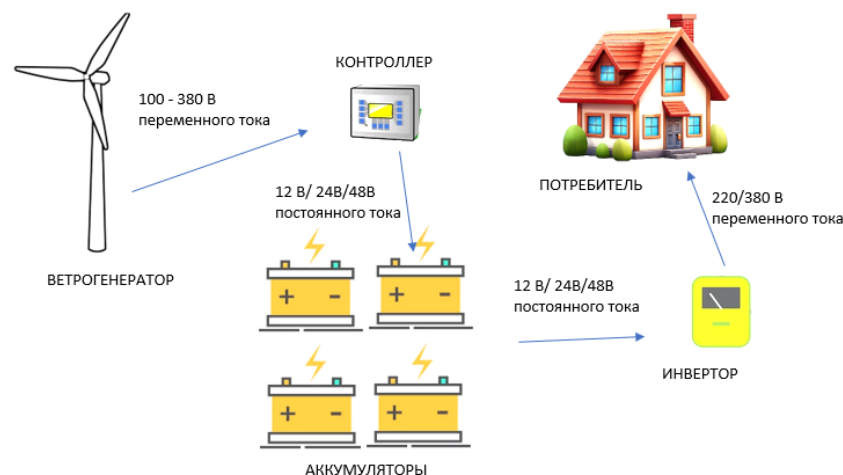 КОНТРОЛЛЕР
100 - 380 В
переменного тока
12 В/ 24В/48В
постоянного тока
ВЕТРОГЕНЕРАТОР
ПОТРЕБИТЕЛЬ
220/380 В
переменного тока
12 В/ 24В/48В
постоянного тока
ИНВЕРТОР
АККУМУЛЯТОРЫ